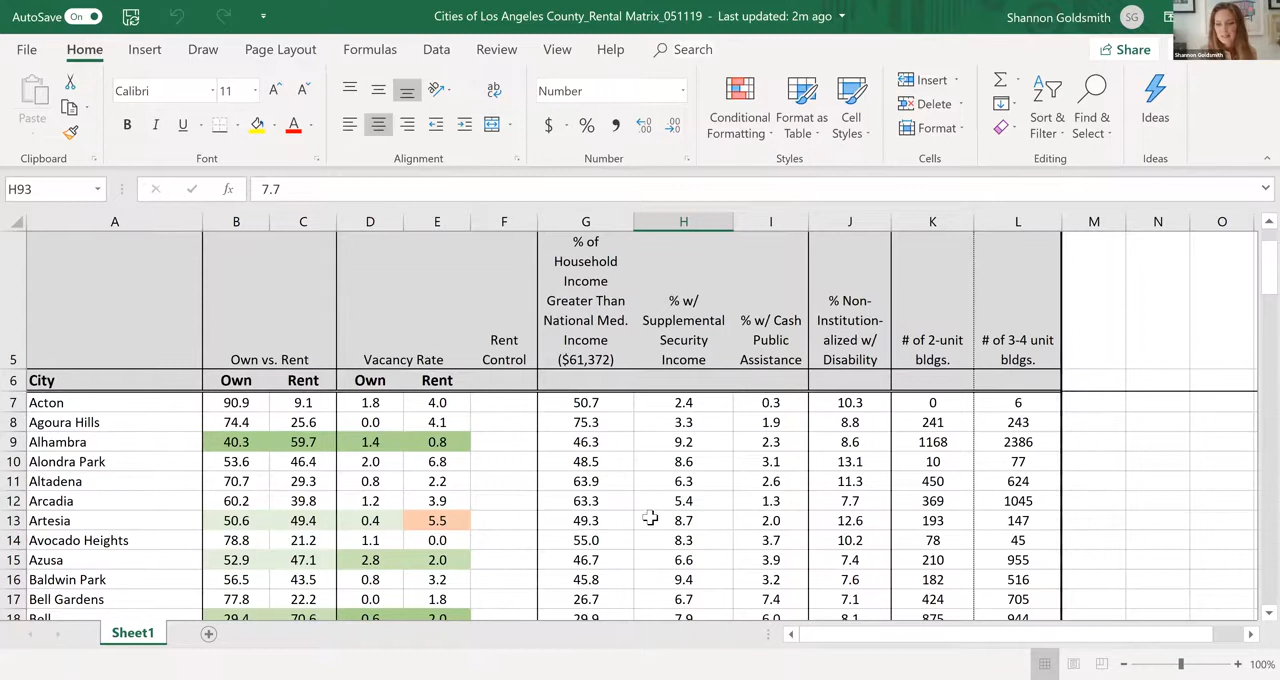 AutoSave On Cities of Los Angeles County_Rental Matrix_051119 - Last updated: 2m ago Shannon Goldsmith SG
Shannon Goldsmith
File Home Insert Draw Page Layout Formulas Data Review View Help Search Share
Paste
Calibri 11
B I U A
ab
Number
$ % ,
Conditional Formatting
Format as Table
Cell Styles
Insert
Delete
Format
Sort & Filter
Find & Select
Ideas
Clipboard Font Alignment Number Styles Cells Editing Ideas
H93 fx 7.7
A B C D E F G H I J K L M N O
5 Own vs. Rent Vacancy Rate
Rent
Control
% of
Household
Income
Greater Than
National Med.
Income
($61,372)
% w/
Supplemental
Security
Income
% w/ Cash
Public
Assistance
% Non-
Institution-
alized w/
Disability
# of 2-unit
bldgs.
# of 3-4 unit
bldgs.
6 City Own Rent Own Rent
7 Acton 90.9 9.1 1.8 4.0 50.7 2.4 0.3 10.3 0 6
8 Agoura Hills 74.4 25.6 0.0 4.1 75.3 3.3 1.9 8.8 241 243
9 Alhambra 40.3 59.7 1.4 0.8 46.3 9.2 2.3 8.6 1168 2386
10 Alondra Park 53.6 46.4 2.0 6.8 48.5 8.6 3.1 13.1 10 77
11 Altadena 70.7 29.3 0.8 2.2 63.9 6.3 2.6 11.3 450 624
12 Arcadia 60.2 39.8 1.2 3.9 63.3 5.4 1.3 7.7 369 1045
13 Artesia 50.6 49.4 0.4 5.5 49.3 8.7 2.0 12.6 193 147
14 Avocado Heights 78.8 21.2 1.1 0.0 55.0 8.3 3.7 10.2 78 45
15 Azusa 52.9 47.1 2.8 2.0 46.7 6.6 3.9 7.4 210 955
16 Baldwin Park 56.5 43.5 0.8 3.2 45.8 9.4 3.2 7.6 182 516
17 Bell Gardens 77.8 22.2 0.0 1.8 26.7 6.7 7.4 7.1 424 705
18 Bell 29.4 70.6 0.6 2.0 29.9 7.9 6.0 8.1 875 944
Sheet1
100%